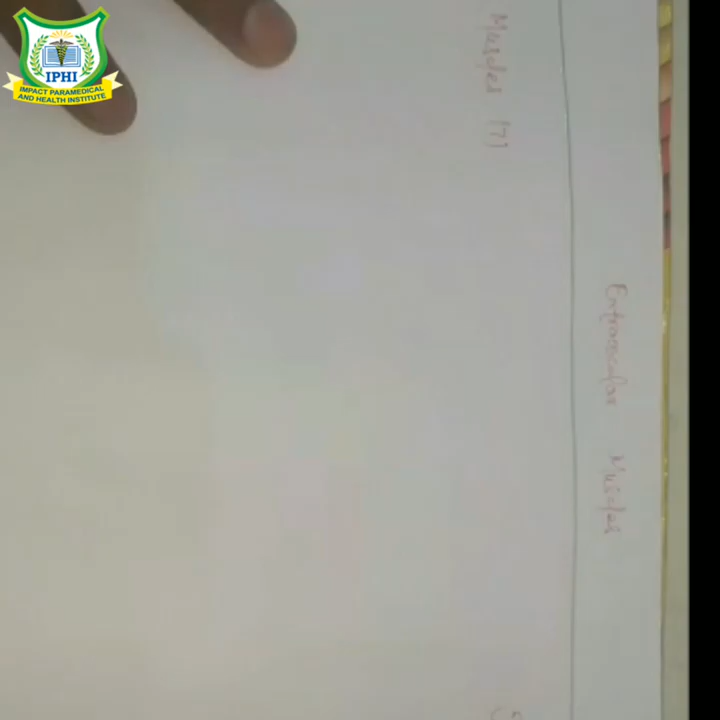 IPHI
IMPACT PARAMEDICAL
AND HEALTH INSTITUTE
Extraocular Muscles
Muscles (7)